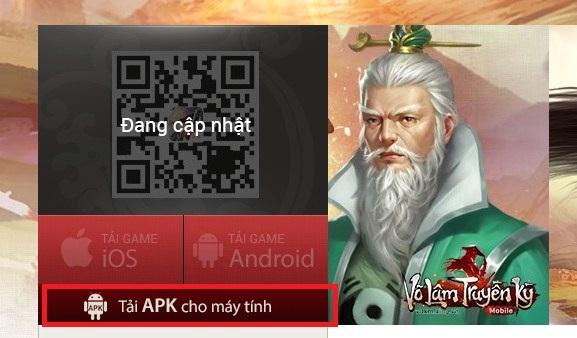 Đang cập nhật
TẢI GAME
iOS
TẢI GAME
Android
APK
Tải APK cho máy tính
Võ Lâm Truyền Kỳ
Mobile